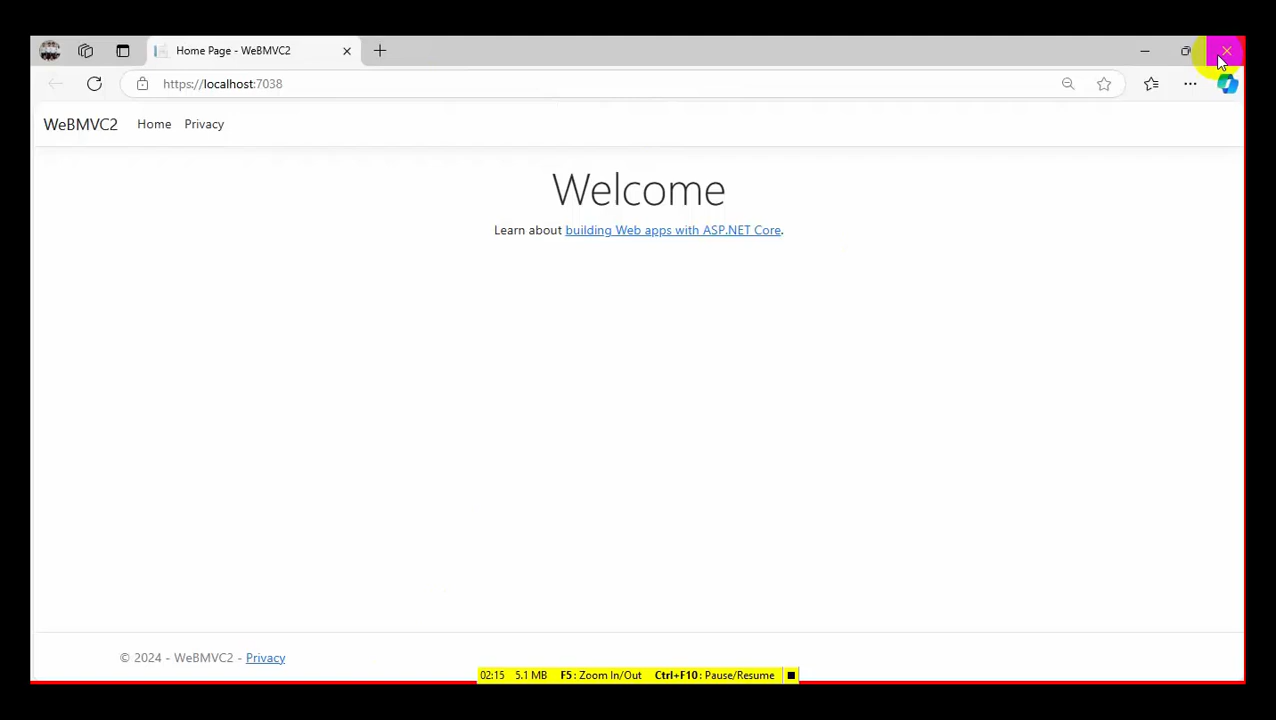 Home Page - WeBMVC2
https://localhost:7038
WeBMVC2 Home Privacy
Welcome
Learn about building Web apps with ASP.NET Core.
© 2024 - WeBMVC2 - Privacy
02:15 5.1 MB F5: Zoom In/Out Ctrl+F10: Pause/Resume